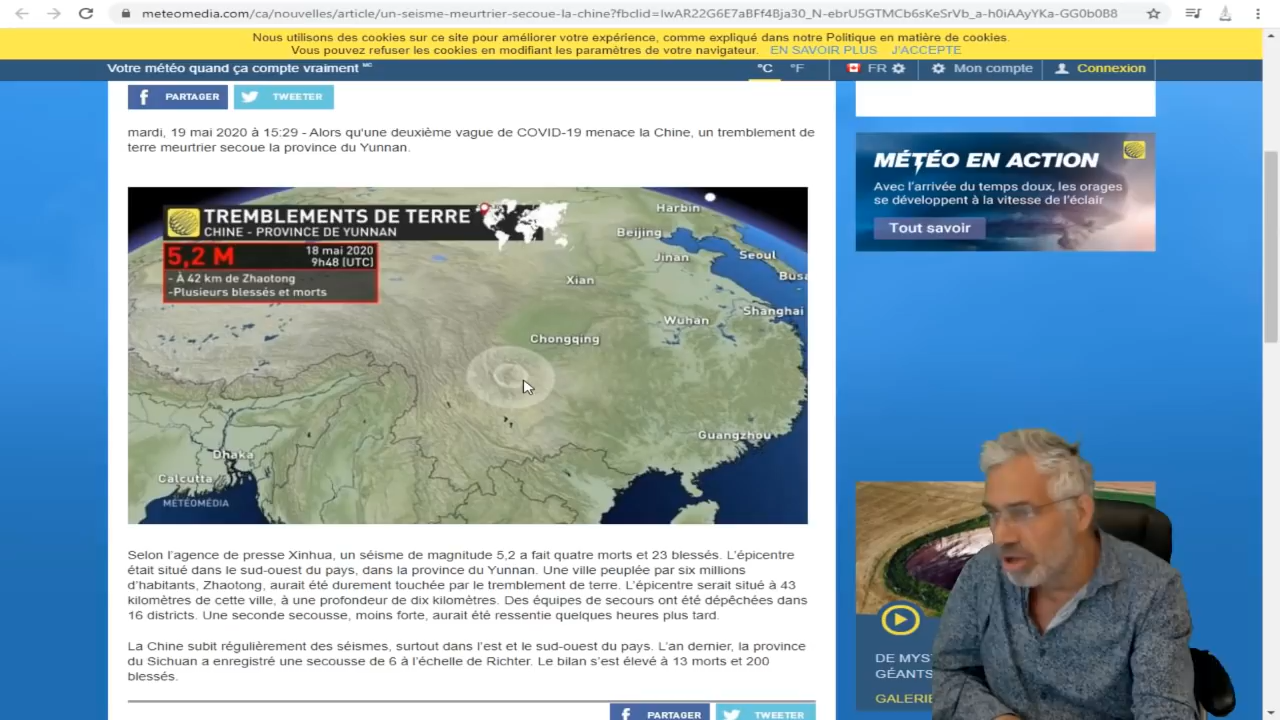 meteomedia.com/ca/nouvelles/article/un-seisme-meurtrier-secoue-la-chine?fbclid=IwAR22G6E7aBFf4Bja30_N-ebrU5GTMCb6sKeSrVb_a-h0iAAyYKa-GG0b0B8
Nous utilisons des cookies sur ce site pour améliorer votre expérience, comme expliqué dans notre Politique en matière de cookies.
Vous pouvez refuser les cookies en modifiant les paramètres de votre navigateur. EN SAVOIR PLUS J'ACCEPTE
Votre météo quand ça compte vraiment MC
°C °F FR Mon compte Connexion
PARTAGER TWEETER
mardi, 19 mai 2020 à 15:29 - Alors qu'une deuxième vague de COVID-19 menace la Chine, un tremblement de
terre meurtrier secoue la province du Yunnan.
TREMBLEMENTS DE TERRE
CHINE - PROVINCE DE YUNNAN
5,2 M 18 mai 2020
9h48 (UTC)
- À 42 km de Zhaotong
-Plusieurs blessés et morts
Harbin
Beijing
Jinan
Seoul
Busa
Xian
Shanghai
Wuhan
Chongqing
Guangzhou
Dhaka
Calcutta
MÉTÉOMÉDIA
MÉTÉO EN ACTION
Avec l'arrivée du temps doux, les orages
se développent à la vitesse de l'éclair
Tout savoir
Selon l'agence de presse Xinhua, un séisme de magnitude 5,2 a fait quatre morts et 23 blessés. L'épicentre
était situé dans le sud-ouest du pays, dans la province du Yunnan. Une ville peuplée par six millions
d'habitants, Zhaotong, aurait été durement touchée par le tremblement de terre. L'épicentre serait situé à 43
kilomètres de cette ville, à une profondeur de dix kilomètres. Des équipes de secours ont été dépêchées dans
16 districts. Une seconde secousse, moins forte, aurait été ressentie quelques heures plus tard.
La Chine subit régulièrement des séismes, surtout dans l'est et le sud-ouest du pays. L'an dernier, la province
du Sichuan a enregistré une secousse de 6 à l'échelle de Richter. Le bilan s'est élevé à 13 morts et 200
blessés.
DE MYS
GÉANTS
GALERIE
PARTAGER TWEETER